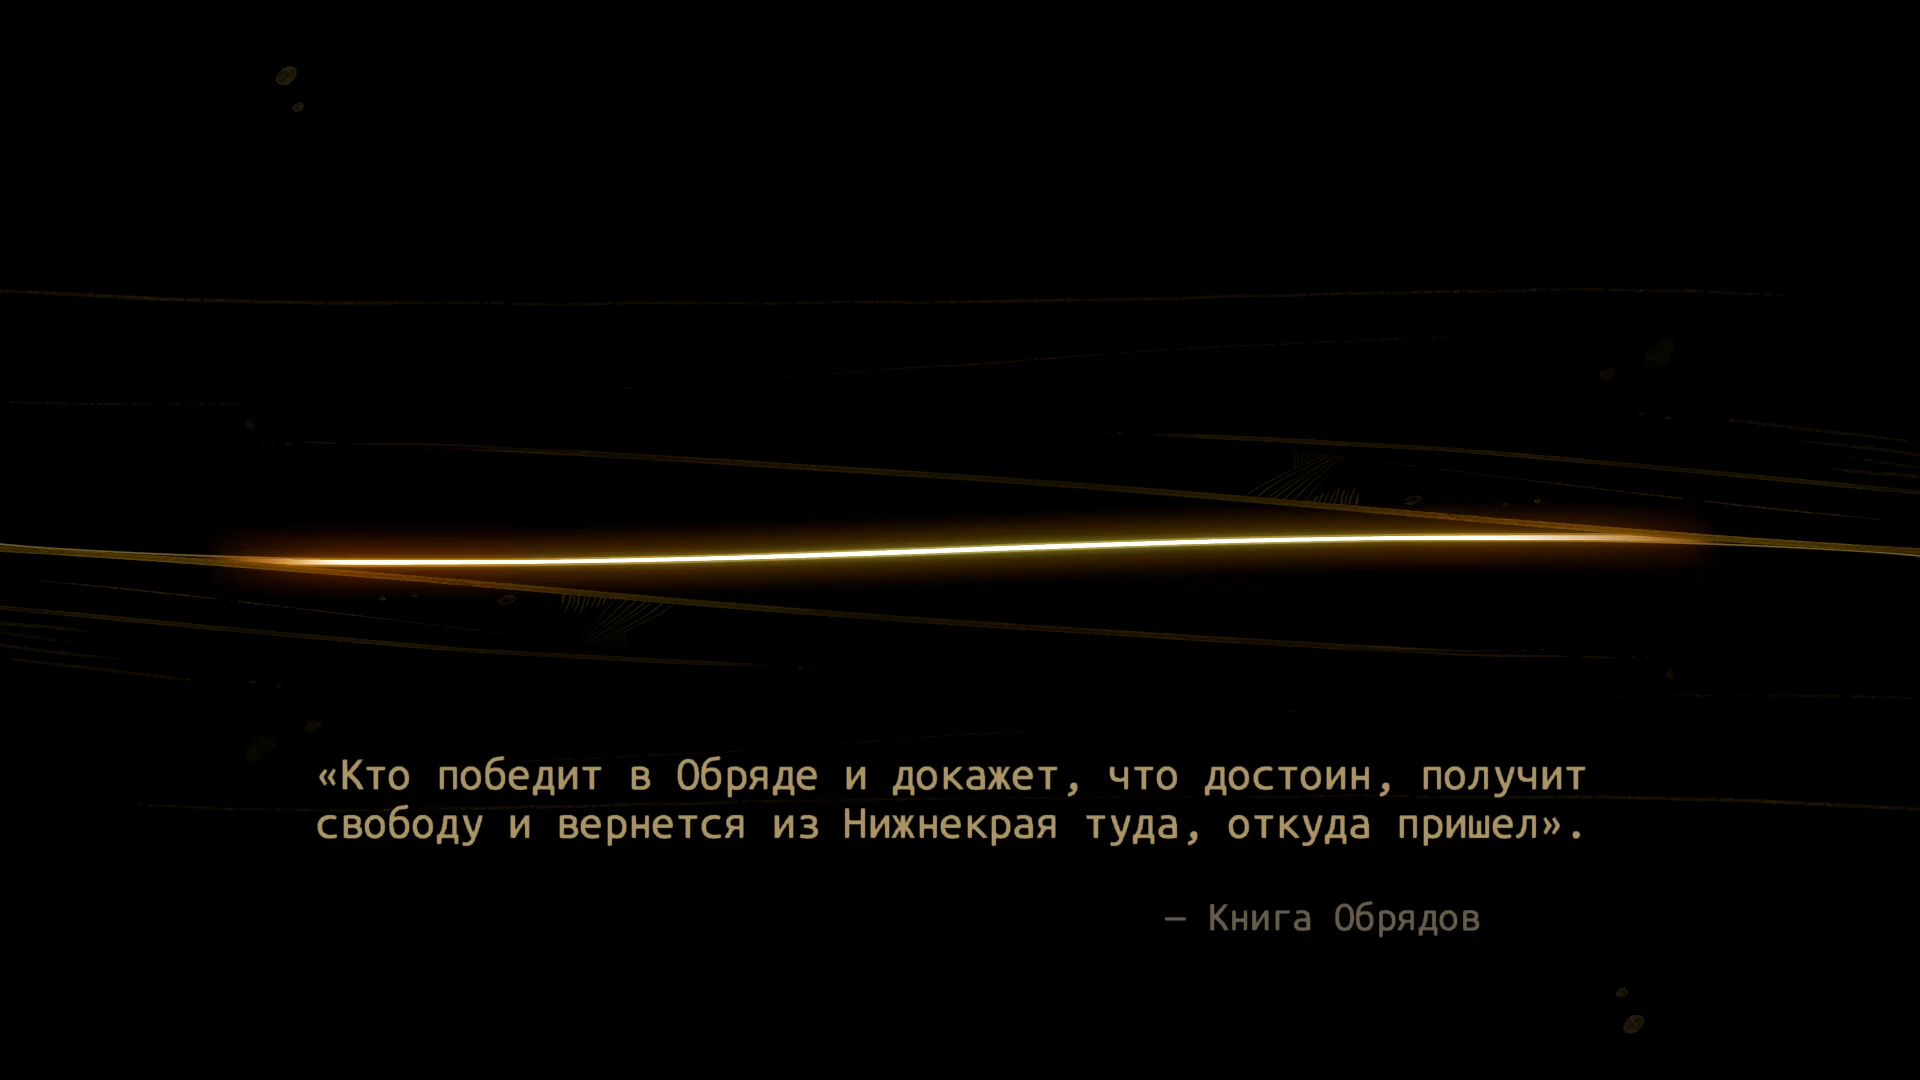 «Кто победит в Обряде и докажет, что достоин, получит
свободу и вернется из Нижнекрая туда, откуда пришел».
— Книга Обрядов